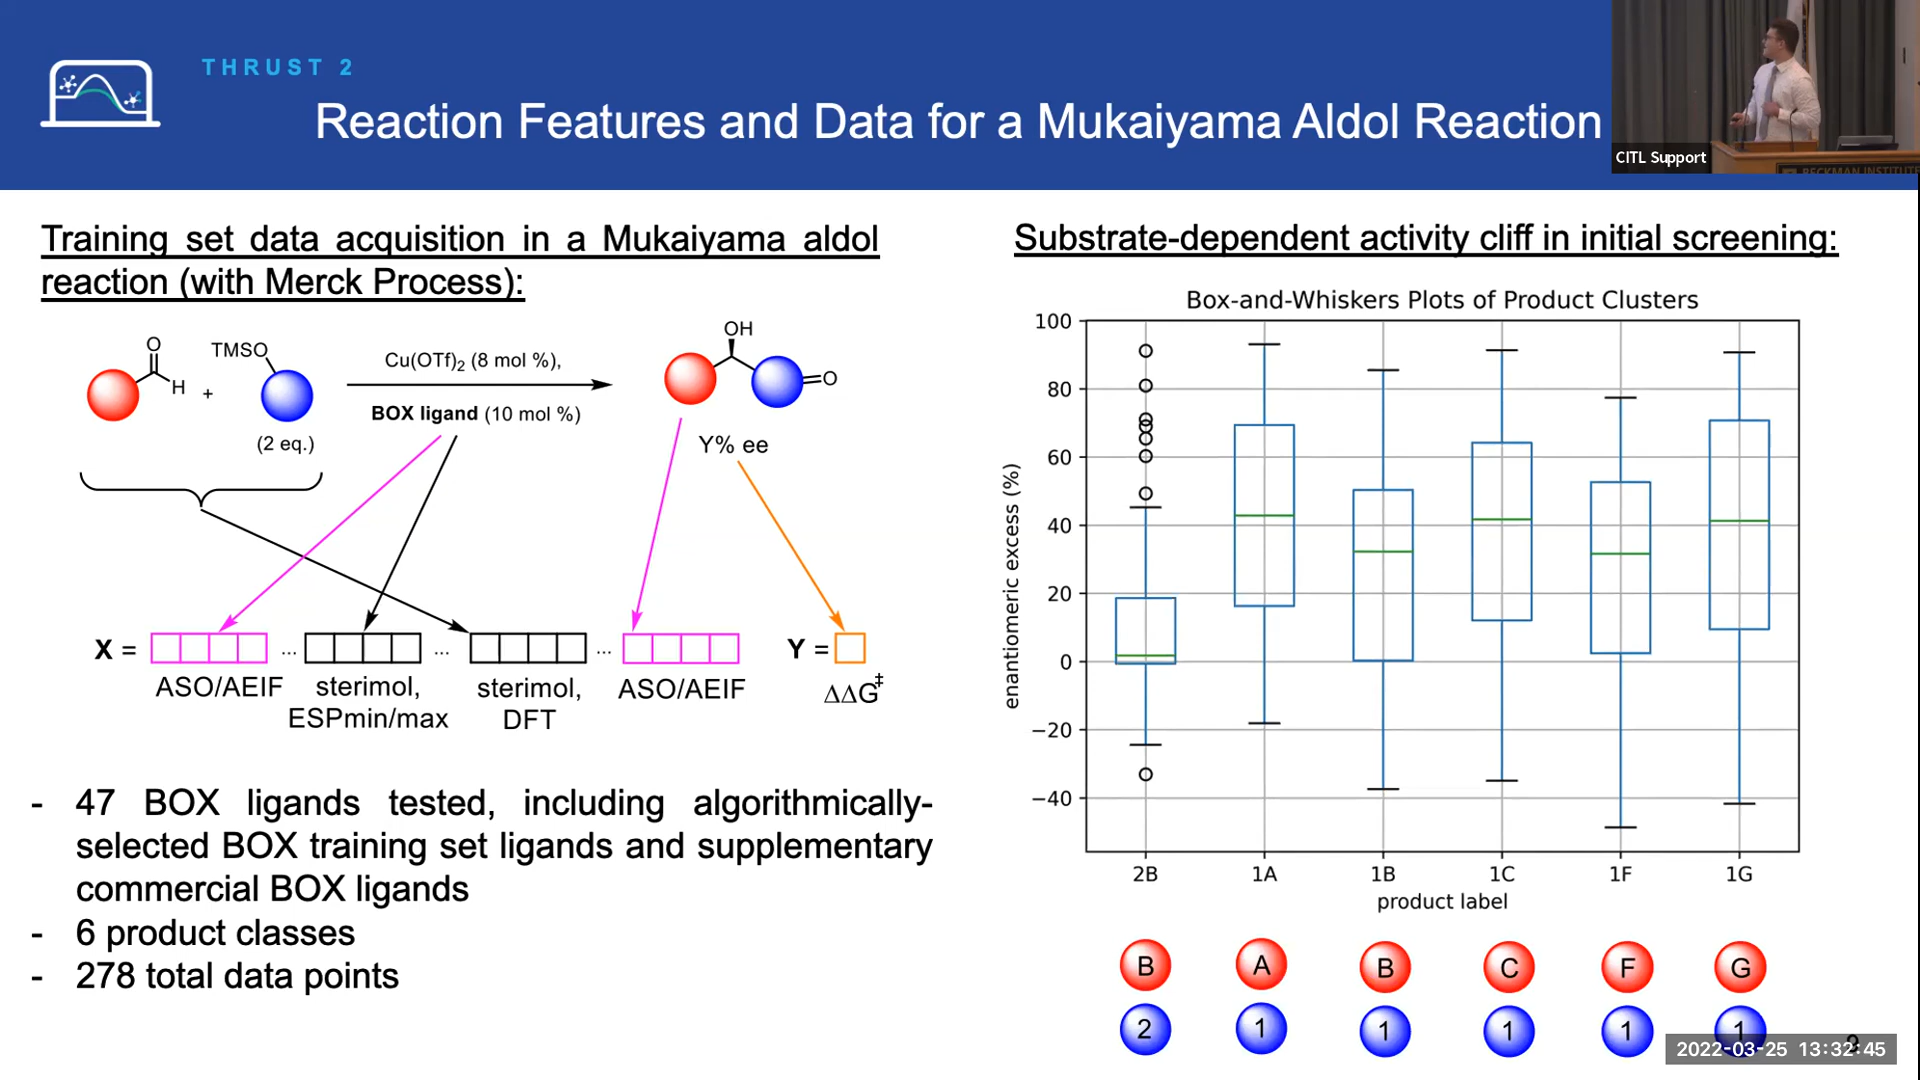 THRUST 2
Reaction Features and Data for a Mukaiyama Aldol Reaction
CITL Support
BECKMAN INSTITUTE
Training set data acquisition in a Mukaiyama aldol
reaction (with Merck Process):
O
H
+
TMSO
(2 eq.)
Cu(OTf)₂ (8 mol %),
BOX ligand (10 mol %)
OH
O
Y% ee
X =
...
...
...
Y =
ASO/AEIF
sterimol,
ESPmin/max
sterimol,
DFT
ASO/AEIF
ΔΔG‡
- 47 BOX ligands tested, including algorithmically-
selected BOX training set ligands and supplementary
commercial BOX ligands
- 6 product classes
- 278 total data points
Substrate-dependent activity cliff in initial screening:
Box-and-Whiskers Plots of Product Clusters
enantiomeric excess (%)
100
80
60
40
20
0
−20
−40
2B 1A 1B 1C 1F 1G
product label
B A B C F G
2 1 1 1 1 1
2022-03-25 13:32:45